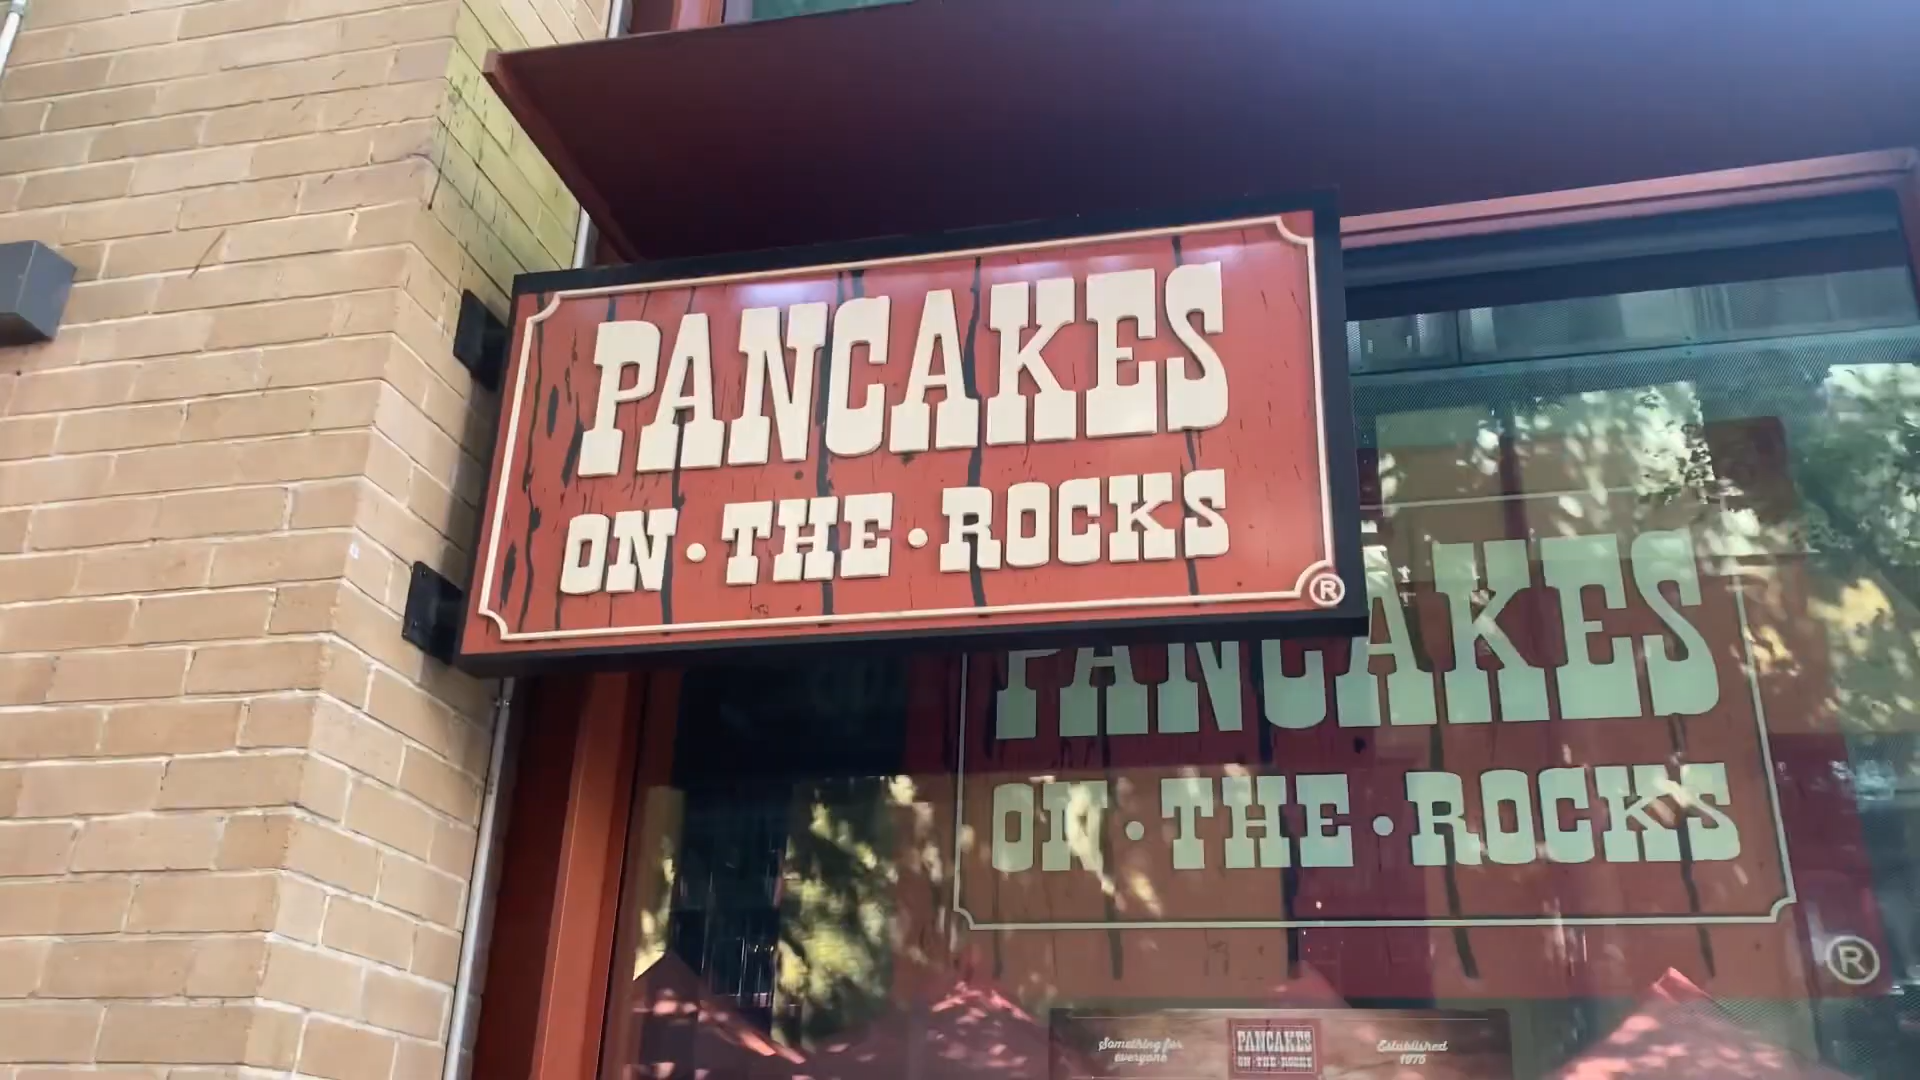 PANCAKES
ON·THE·ROCKS
®
PANCAKES
ON·THE·ROCKS
®
Something for
everyone
PANCAKES
ON·THE·ROCKS
Established
1975